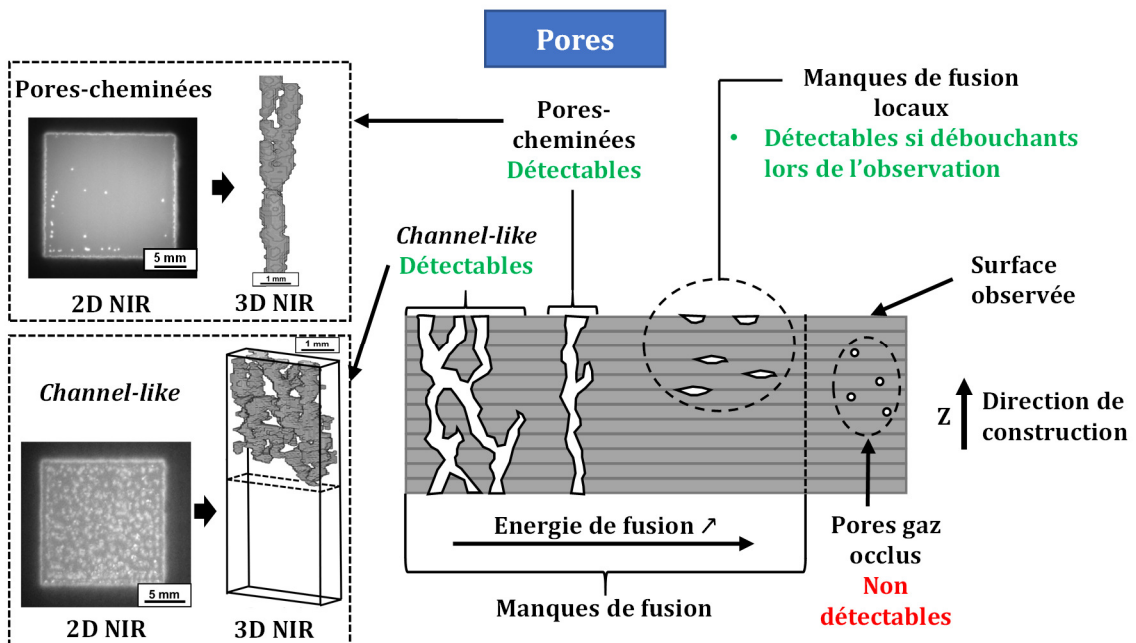 Pores
Pores-cheminées
5 mm
1 mm
2D NIR
3D NIR
Channel-like
1 mm
5 mm
2D NIR
3D NIR
Pores-
cheminées
Détectables
Channel-like
Détectables
Manques de fusion
locaux
• Détectables si débouchants
lors de l'observation
Surface
observée
Z
Direction de
construction
Energie de fusion ↗
Manques de fusion
Pores gaz
occlus
Non
détectables